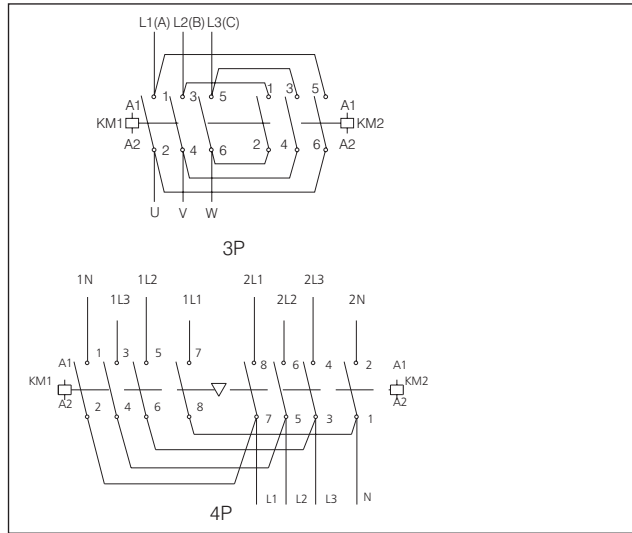 L1(A) L2(B) L3(C)
1 3 5 1 3 5
A1 A1
KM1 KM2
A2 A2
2 4 6 2 4 6
U V W
3P
1N 1L2 2L1 2L3
1L3 1L1 2L2 2N
A1 1 3 5 7 8 6 4 2 A1
KM1 KM2
A2 2 4 6 8 7 5 3 1 A2
L1 L2 L3 N
4P